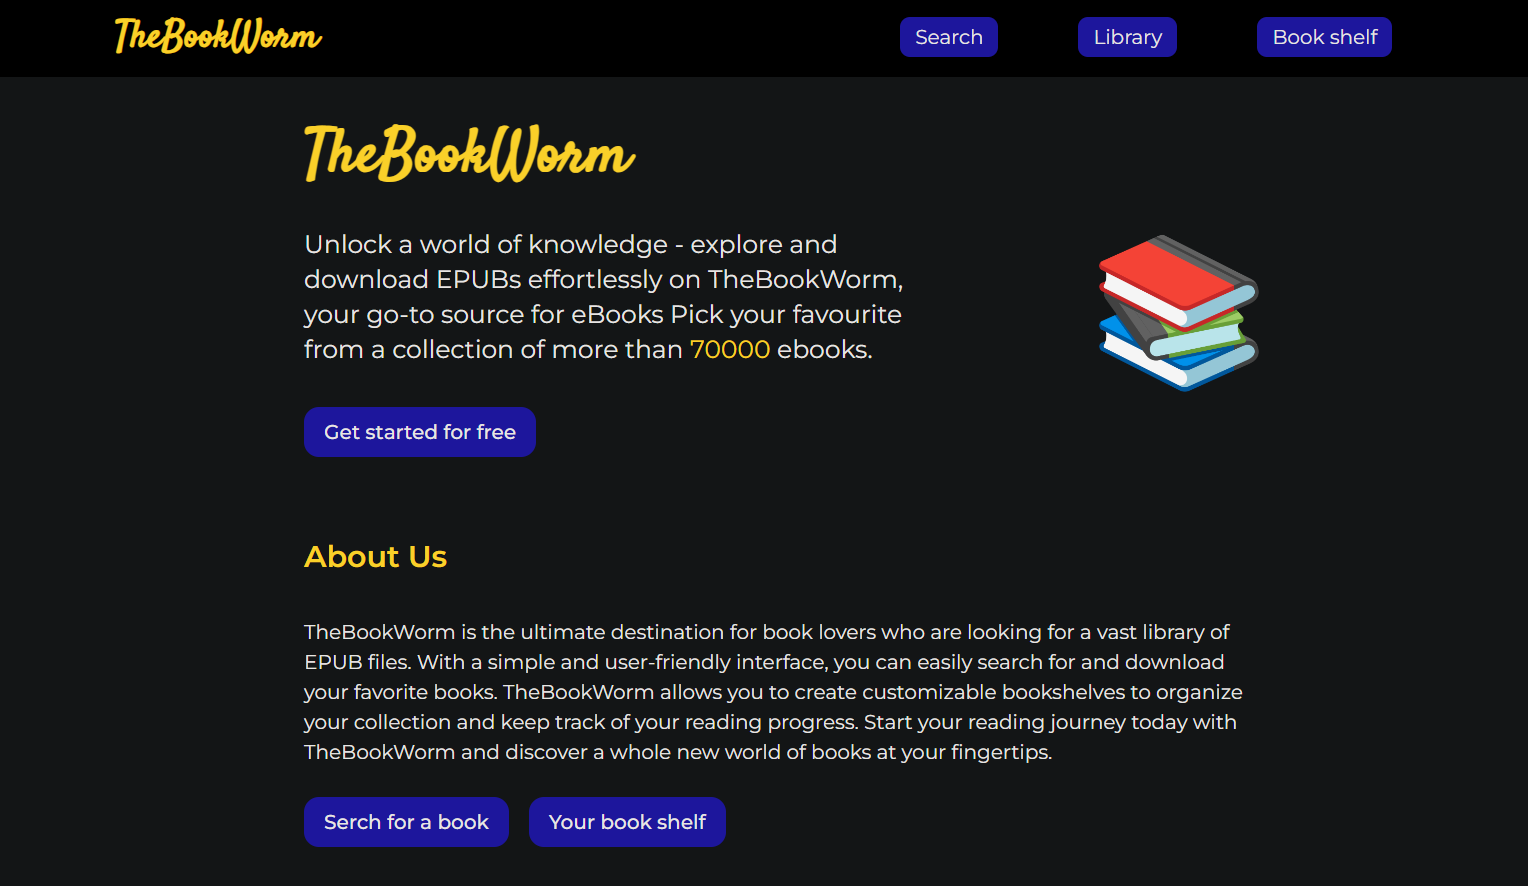 TheBookWorm
Search
Library
Book shelf
TheBookWorm
Unlock a world of knowledge - explore and
download EPUBs effortlessly on TheBookWorm,
your go-to source for eBooks Pick your favourite
from a collection of more than 70000 ebooks.
Get started for free
About Us
TheBookWorm is the ultimate destination for book lovers who are looking for a vast library of
EPUB files. With a simple and user-friendly interface, you can easily search for and download
your favorite books. TheBookWorm allows you to create customizable bookshelves to organize
your collection and keep track of your reading progress. Start your reading journey today with
TheBookWorm and discover a whole new world of books at your fingertips.
Serch for a book
Your book shelf